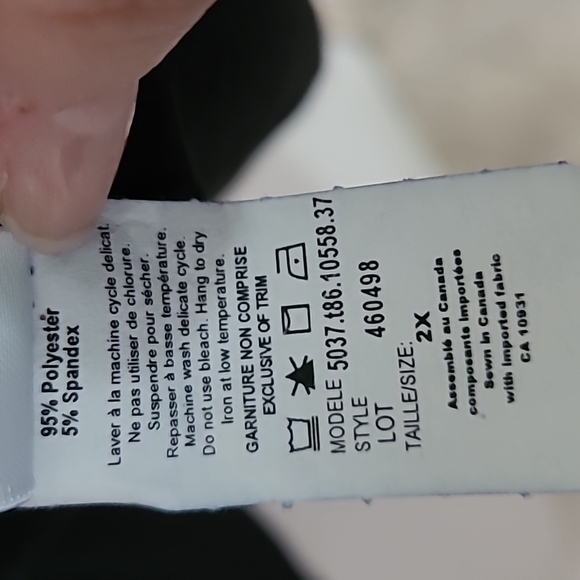 95% Polyester
5% Spandex
Laver à la machine cycle délicat.
Ne pas utiliser de chlorure.
Suspendre pour sécher.
Repasser à basse température.
Machine wash delicate cycle.
Do not use bleach. Hang to dry
Iron at low temperature.
GARNITURE NON COMPRISE
EXCLUSIVE OF TRIM
MODELE 5037.t86.10558.37
STYLE
LOT 460498
TAILLE/SIZE:
2X
Assemblé au Canada
composants importées
Sewn in Canada
with imported fabric
CA 10931